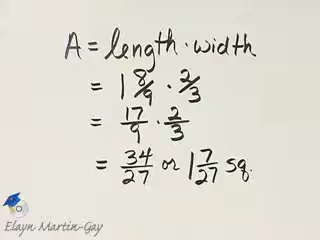 A = length · width
= 1 8/9 · 2/3
= 17/9 · 2/3
= 34/27 or 1 7/27 sq.
Elayn Martin-Gay